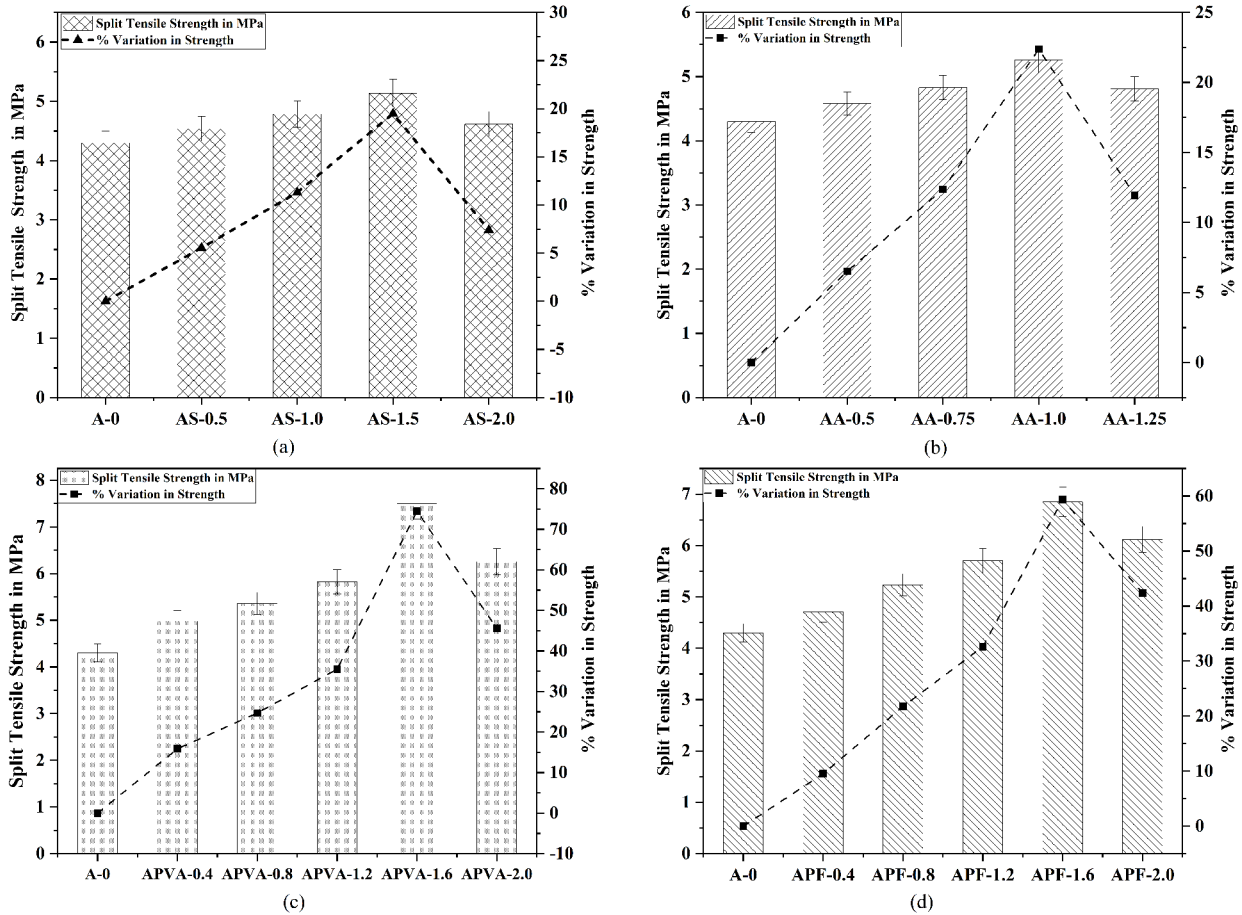 Split Tensile Strength in MPa
% Variation in Strength
Split Tensile Strength in MPa
% Variation in Strength
6
5
4
3
2
1
0
30
25
20
15
10
5
0
-5
-10
A-0 AS-0.5 AS-1.0 AS-1.5 AS-2.0
(a)
Split Tensile Strength in MPa
% Variation in Strength
Split Tensile Strength in MPa
% Variation in Strength
6
5
4
3
2
1
0
25
20
15
10
5
0
A-0 AA-0.5 AA-0.75 AA-1.0 AA-1.25
(b)
Split Tensile Strength in MPa
% Variation in Strength
Split Tensile Strength in MPa
% Variation in Strength
8
7
6
5
4
3
2
1
0
80
70
60
50
40
30
20
10
0
-10
A-0 APVA-0.4 APVA-0.8 APVA-1.2 APVA-1.6 APVA-2.0
(c)
Split Tensile Strength in MPa
% Variation in Strength
Split Tensile Strength in MPa
% Variation in Strength
7
6
5
4
3
2
1
0
60
50
40
30
20
10
0
A-0 APF-0.4 APF-0.8 APF-1.2 APF-1.6 APF-2.0
(d)